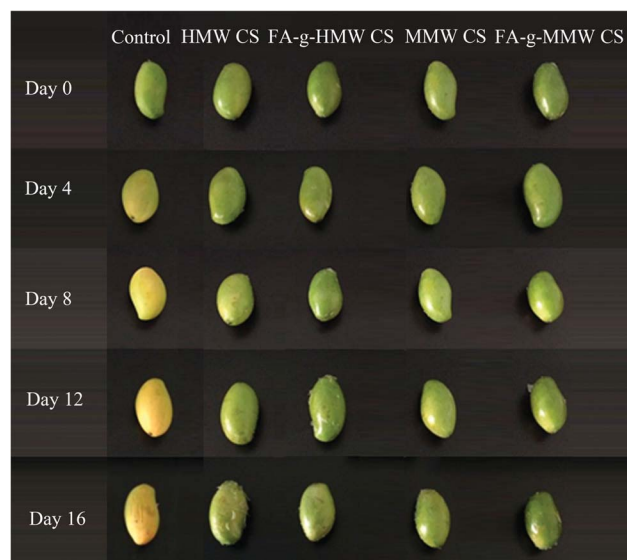 Control HMW CS FA-g-HMW CS MMW CS FA-g-MMW CS
Day 0
Day 4
Day 8
Day 12
Day 16